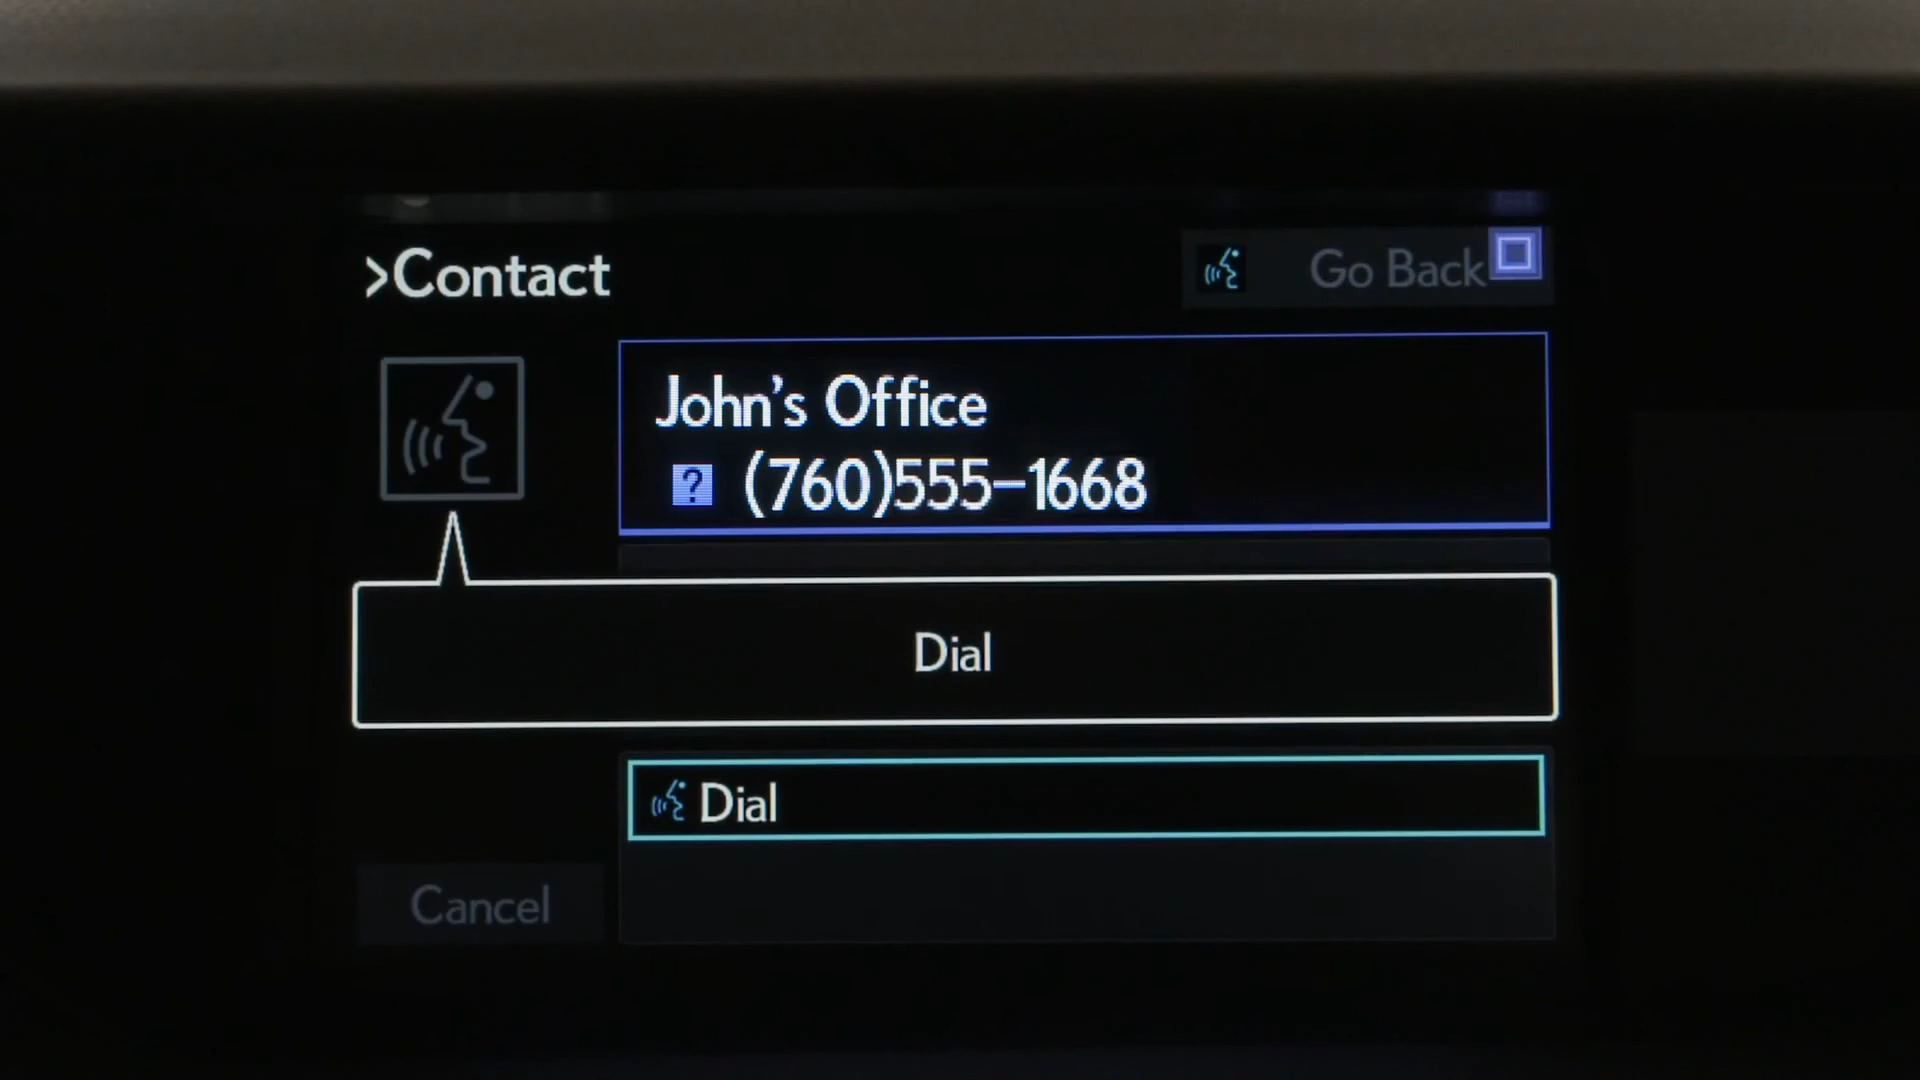 >Contact
Go Back
John's Office
? (760)555-1668
Dial
Dial
Cancel